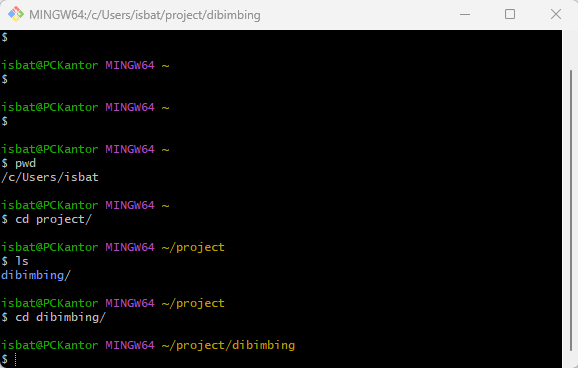 MINGW64:/c/Users/isbat/project/dibimbing
$
isbat@PCKantor MINGW64 ~
$
isbat@PCKantor MINGW64 ~
$
isbat@PCKantor MINGW64 ~
$ pwd
/c/Users/isbat
isbat@PCKantor MINGW64 ~
$ cd project/
isbat@PCKantor MINGW64 ~/project
$ ls
dibimbing/
isbat@PCKantor MINGW64 ~/project
$ cd dibimbing/
isbat@PCKantor MINGW64 ~/project/dibimbing
$